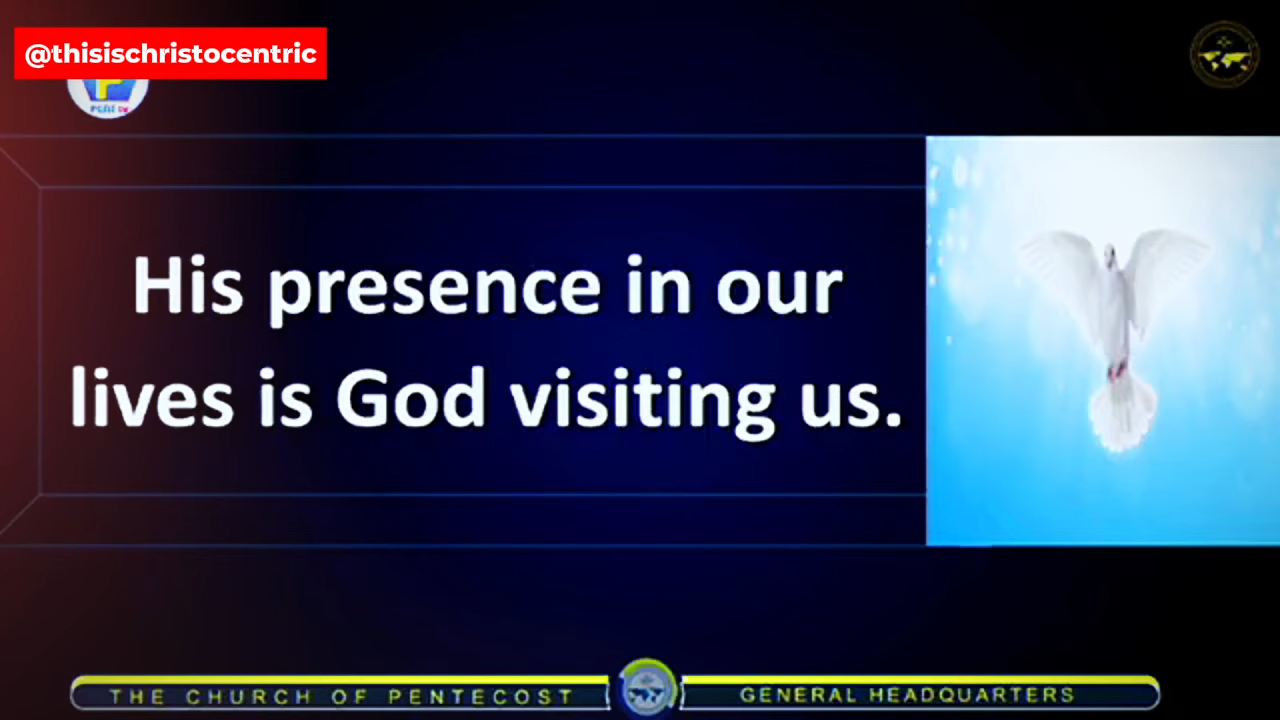 @thisischristocentric
His presence in our
lives is God visiting us.
THE CHURCH OF PENTECOST
GENERAL HEADQUARTERS